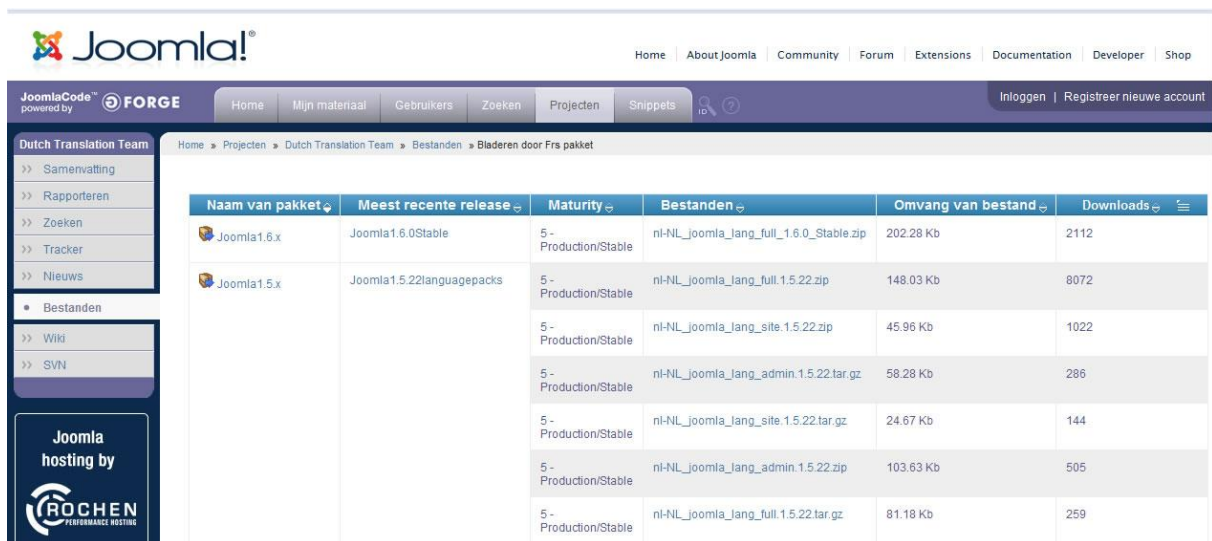 Joomla!®
Home About Joomla Community Forum Extensions Documentation Developer Shop
JoomlaCode™
powered by
GFORGE
Home Mijn materiaal Gebruikers Zoeken Projecten Snippets ID ?
Inloggen | Registreer nieuwe account
Dutch Translation Team
Home » Projecten » Dutch Translation Team » Bestanden » Bladeren door Frs pakket
>> Samenvatting
>> Rapporteren
>> Zoeken
>> Tracker
>> Nieuws
• Bestanden
>> Wiki
>> SVN
Joomla
hosting by
ROCHEN
PERFORMANCE HOSTING
Naam van pakket Meest recente release Maturity Bestanden Omvang van bestand Downloads
Joomla1.6.x Joomla1.6.0Stable 5 - nl-NL_joomla_lang_full_1.6.0_Stable.zip 202.28 Kb 2112
Production/Stable
Joomla1.5.x Joomla1.5.22languagepacks 5 - nl-NL_joomla_lang_full.1.5.22.zip 148.03 Kb 8072
Production/Stable
5 - nl-NL_joomla_lang_site.1.5.22.zip 45.96 Kb 1022
Production/Stable
5 - nl-NL_joomla_lang_admin.1.5.22.tar.gz 58.28 Kb 286
Production/Stable
5 - nl-NL_joomla_lang_site.1.5.22.tar.gz 24.67 Kb 144
Production/Stable
5 - nl-NL_joomla_lang_admin.1.5.22.zip 103.63 Kb 505
Production/Stable
5 - nl-NL_joomla_lang_full.1.5.22.tar.gz 81.18 Kb 259
Production/Stable